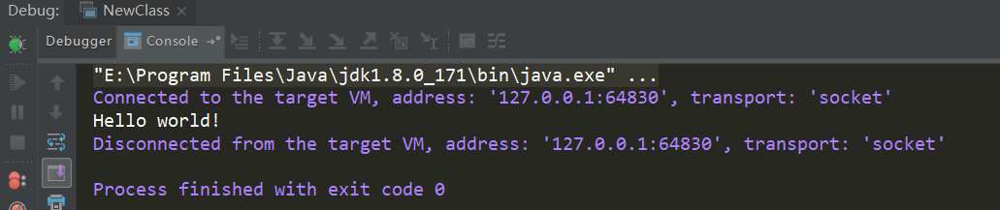 Debug: NewClass
Debugger Console
"E:\Program Files\Java\jdk1.8.0_171\bin\java.exe" ...
Connected to the target VM, address: '127.0.0.1:64830', transport: 'socket'
Hello world!
Disconnected from the target VM, address: '127.0.0.1:64830', transport: 'socket'
Process finished with exit code 0